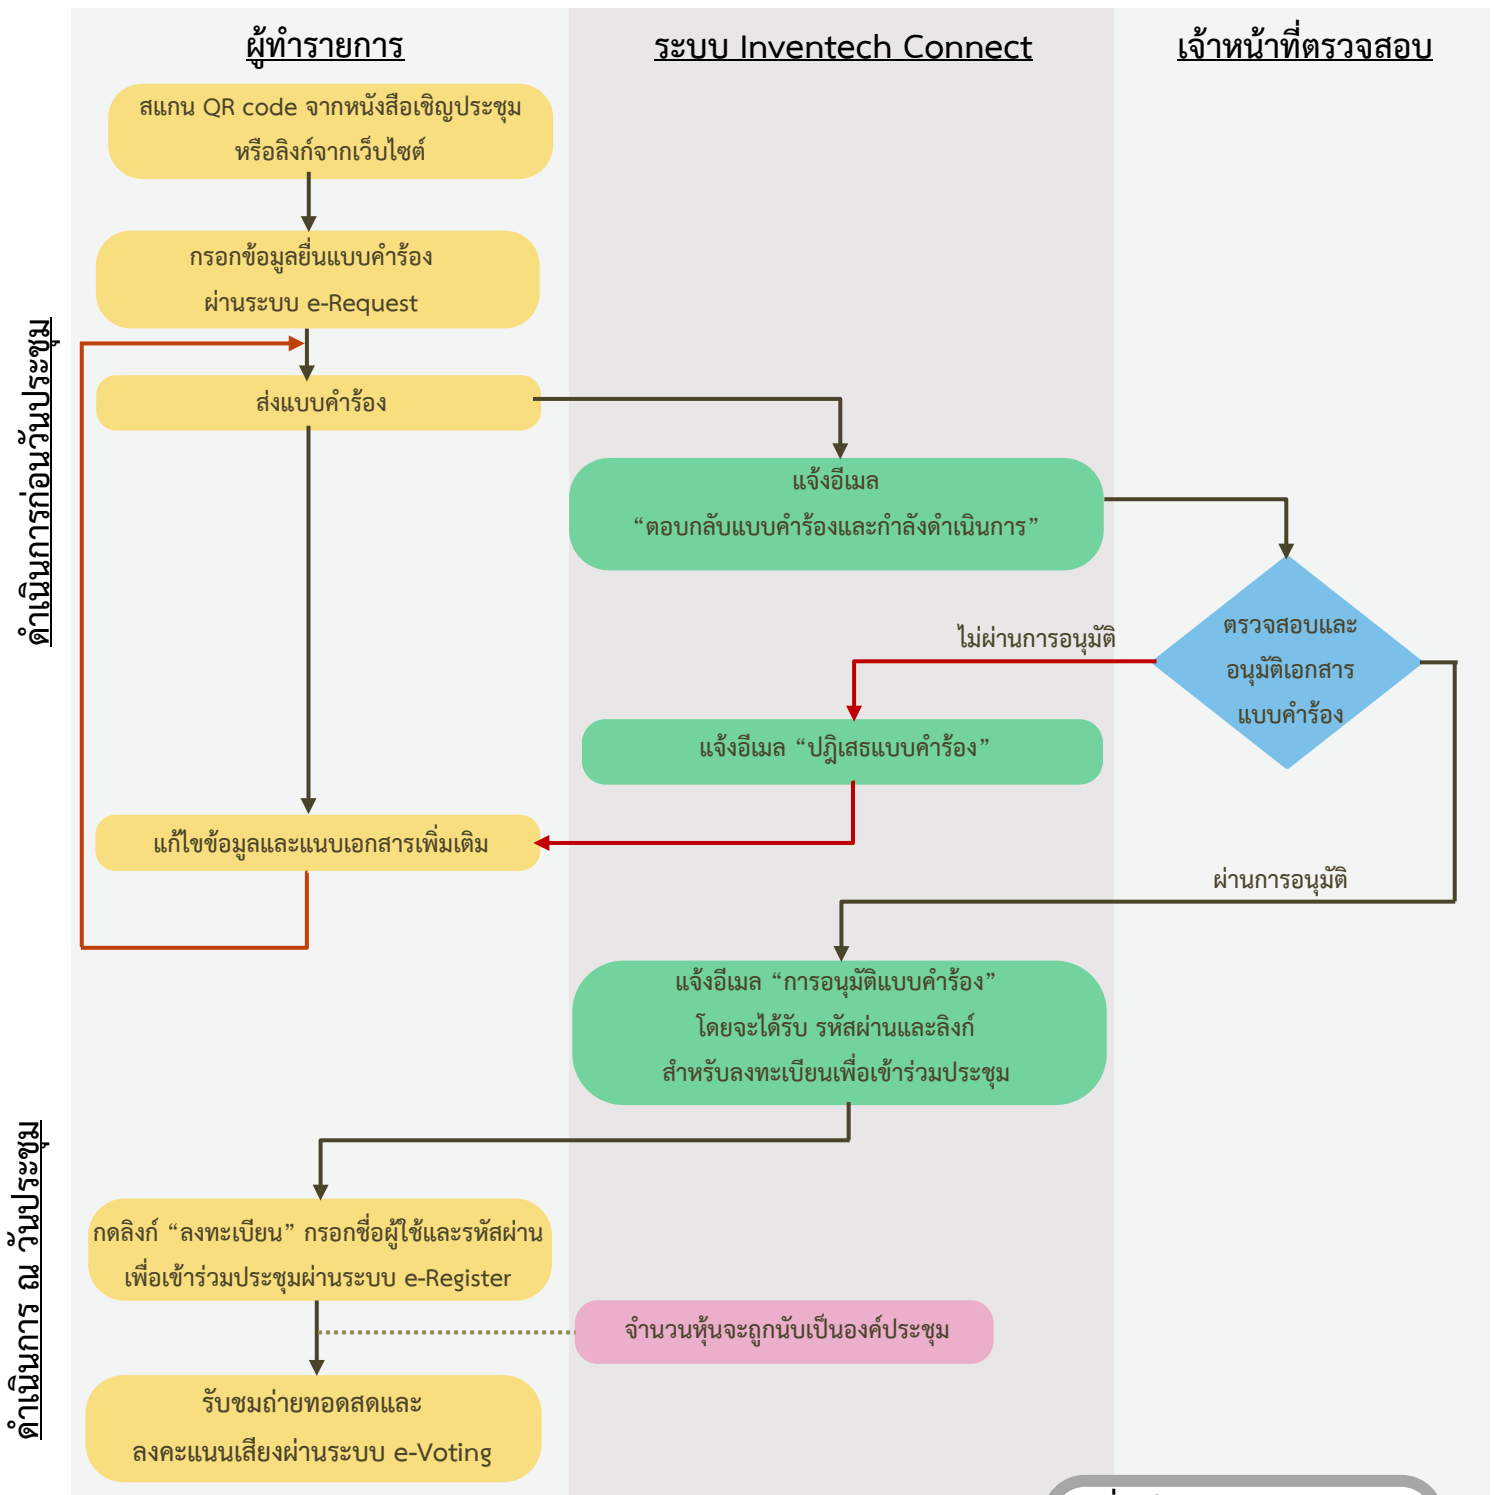 ผู้ทำรายการ
ระบบ Inventech Connect
เจ้าหน้าที่ตรวจสอบ
ดำเนินการก่อนวันประชุม
สแกน QR code จากหนังสือเชิญประชุม
หรือลิงก์จากเว็บไซต์
กรอกข้อมูลยื่นแบบคำร้อง
ผ่านระบบ e-Request
ส่งแบบคำร้อง
แจ้งอีเมล
“ตอบกลับแบบคำร้องและกำลังดำเนินการ”
ตรวจสอบและ
อนุมัติเอกสาร
แบบคำร้อง
ไม่ผ่านการอนุมัติ
แจ้งอีเมล “ปฎิเสธแบบคำร้อง”
แก้ไขข้อมูลและแนบเอกสารเพิ่มเติม
ผ่านการอนุมัติ
แจ้งอีเมล “การอนุมัติแบบคำร้อง”
โดยจะได้รับ รหัสผ่านและลิงก์
สำหรับลงทะเบียนเพื่อเข้าร่วมประชุม
ดำเนินการ ณ วันประชุม
กดลิงก์ “ลงทะเบียน” กรอกชื่อผู้ใช้และรหัสผ่าน
เพื่อเข้าร่วมประชุมผ่านระบบ e-Register
จำนวนหุ้นจะถูกนับเป็นองค์ประชุม
รับชมถ่ายทอดสดและ
ลงคะแนนเสียงผ่านระบบ e-Voting